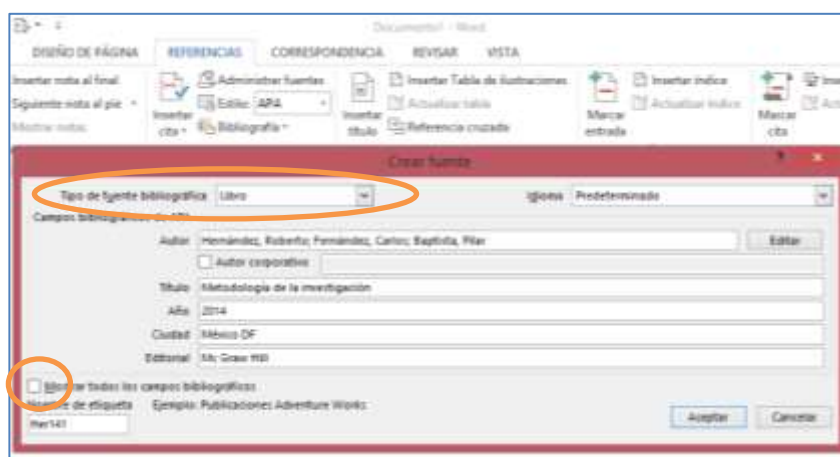 Documento1 - Word
DISEÑO DE PÁGINA REFERENCIAS CORRESPONDENCIA REVISAR VISTA
Insertar nota al final
Siguiente nota al pie
Mostrar notas
Insertar cita
Administrar fuentes
Estilo: APA
Bibliografía
Insertar título
Insertar Tabla de ilustraciones
Actualizar tabla
Referencia cruzada
Marcar entrada
Insertar índice
Actualizar índice
Marcar cita
Crear fuente
?
Tipo de fuente bibliográfica Libro
Idioma Predeterminado
Campos bibliográficos de APA
Autor Hernández, Roberto; Fernández, Carlos; Baptista, Pilar
Editar
Autor corporativo
Título Metodología de la investigación
Año 2014
Ciudad México DF
Editorial Mc Graw Hill
Mostrar todos los campos bibliográficos
Nombre de etiqueta Ejemplo: Publicaciones Adventure Works
Her141
Aceptar Cancelar